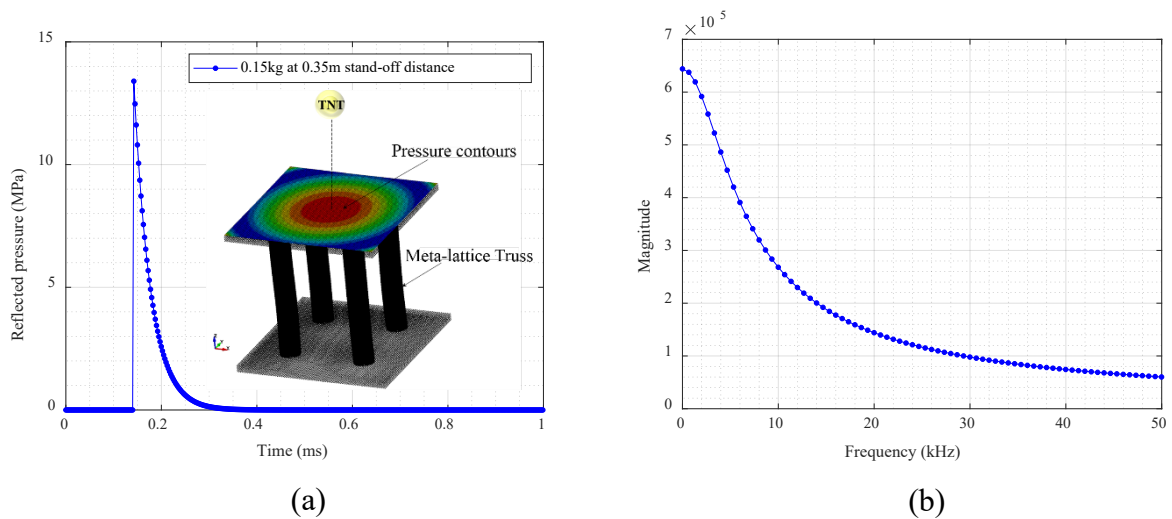 15
10
5
0
0
0.2
0.4
0.6
0.8
1
Reflected pressure (MPa)
Time (ms)
0.15kg at 0.35m stand-off distance
TNT
Pressure contours
Meta-lattice Truss
(a)
× 10 5
7
6
5
4
3
2
1
0
0
10
20
30
40
50
Magnitude
Frequency (kHz)
(b)